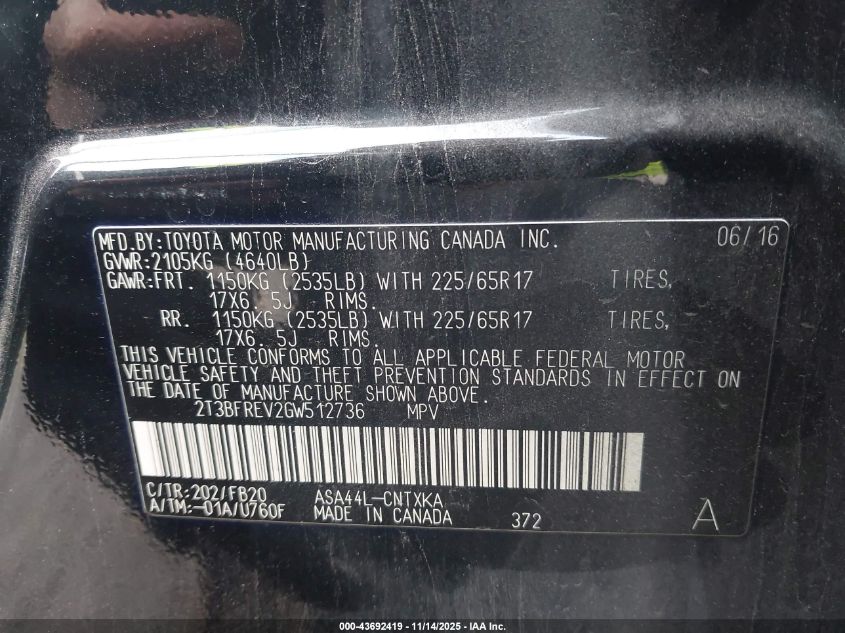 MFD.BY:TOYOTA MOTOR MANUFACTURING CANADA INC. 06/16
GVWR:2105KG (4640LB)
GAWR:FRT. 1150KG (2535LB) WITH 225/65R17 TIRES,
17X6. 5J RIMS.
RR. 1150KG (2535LB) WITH 225/65R17 TIRES,
17X6. 5J RIMS.
THIS VEHICLE CONFORMS TO ALL APPLICABLE FEDERAL MOTOR
VEHICLE SAFETY AND THEFT PREVENTION STANDARDS IN EFFECT ON
THE DATE OF MANUFACTURE SHOWN ABOVE.
2T3BFREV2GW512736 MPV
C/TR:202/FB20 ASA44L-CNTXKA
A/TM:-01A/U760F MADE IN CANADA 372 A
000-43692419 - 11/14/2025 - IAA Inc.